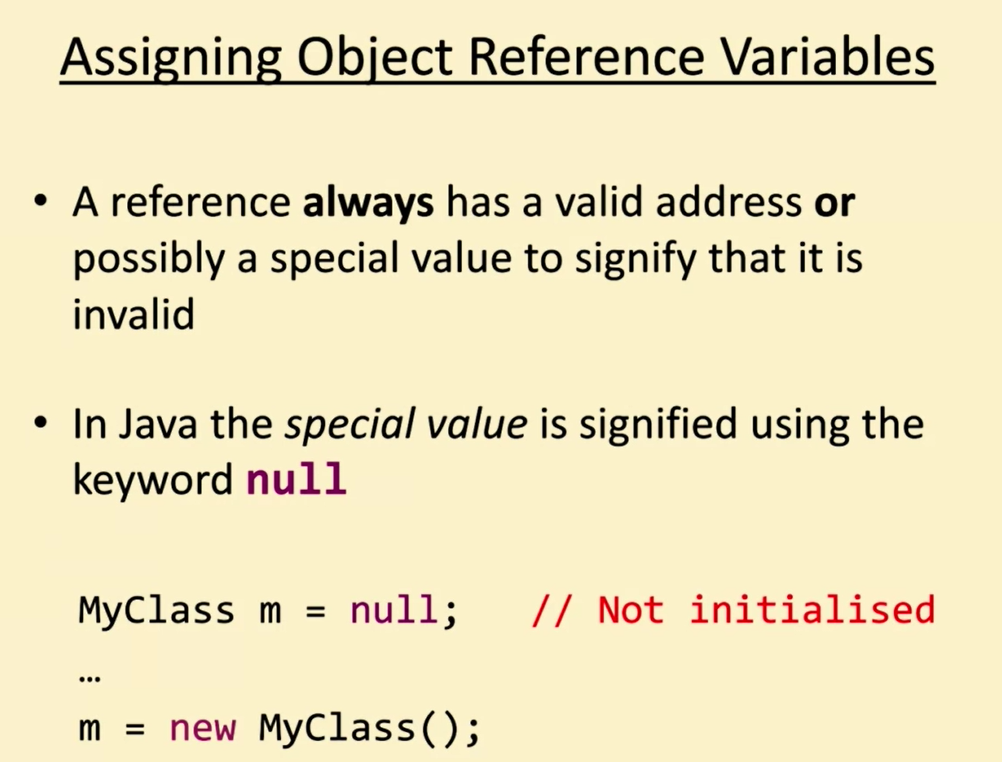 Assigning Object Reference Variables
• A reference always has a valid address or
possibly a special value to signify that it is
invalid
• In Java the special value is signified using the
keyword null
MyClass m = null;   // Not initialised
…
m = new MyClass();